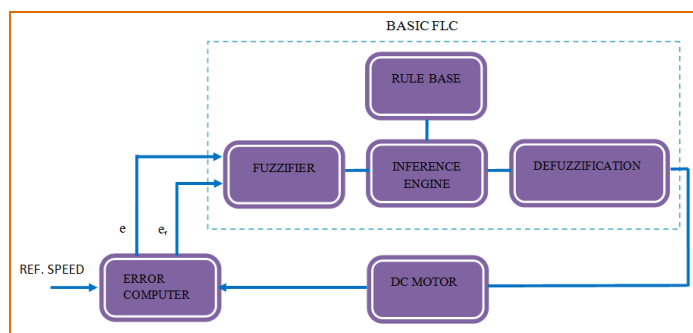 BASIC FLC
RULE BASE
FUZZIFIER
INFERENCE
ENGINE
DEFUZZIFICATION
e
eᵣ
REF. SPEED
ERROR
COMPUTER
DC MOTOR